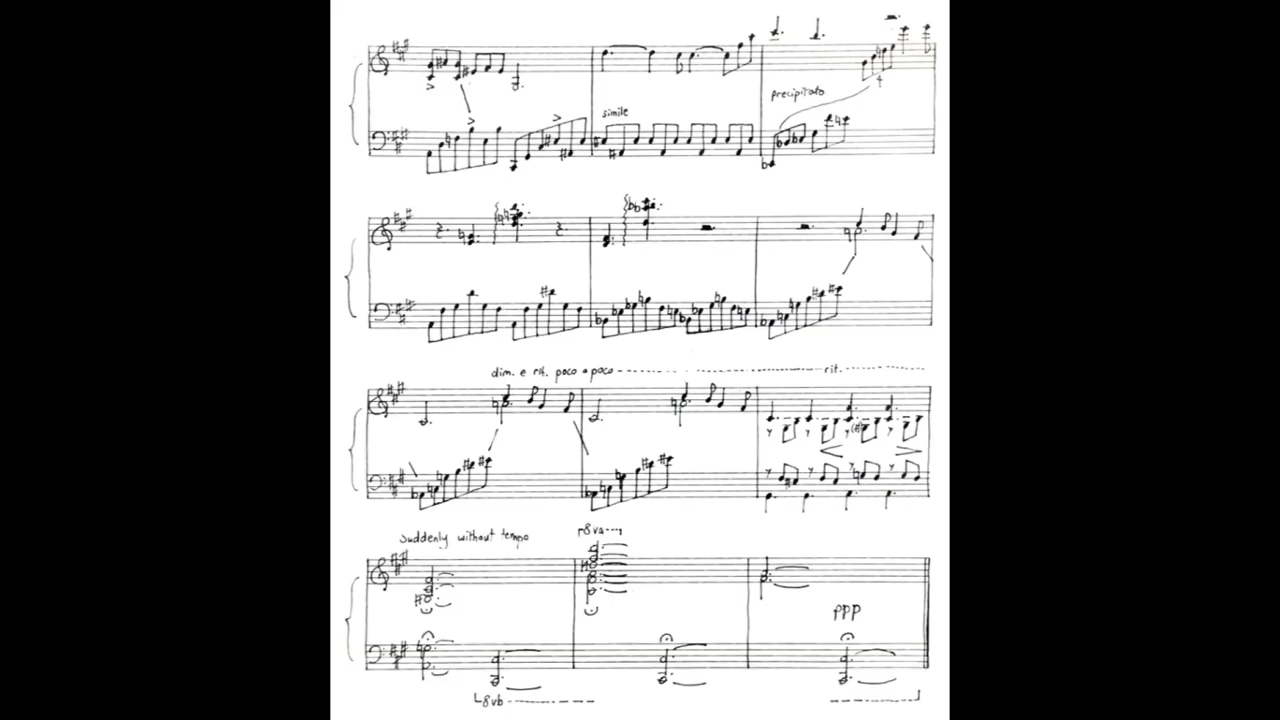 precipitato
simile
dim. e rit. poco a poco
rit.
Suddenly without tempo
8va
ppp
8vb